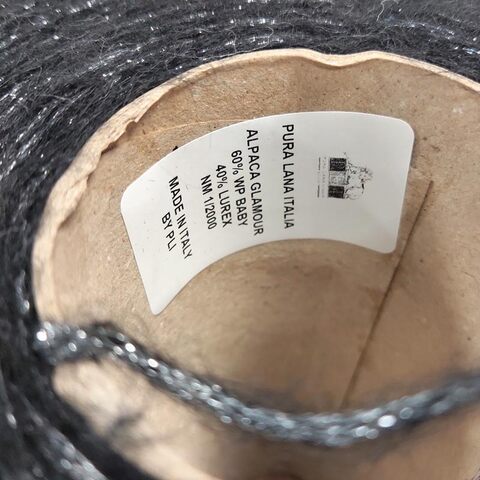 PURA LANA ITALIA
ALPACA GLAMOUR
60% WP BABY
40% LUREX
NM 1/2000
MADE IN ITALY
BY PLI